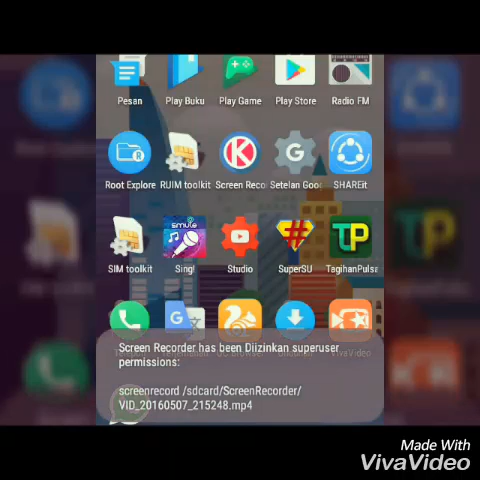 Pesan Play Buku Play Game Play Store Radio FM
R
K
G
Root Explore RUIM toolkit Screen Reco Setelan Goo SHAREit
smule
#
TP
SIM toolkit Sing! Studio SuperSU TagihanPulsa
G
Screen Recorder has been Diizinkan superuser
permissions:
screenrecord /sdcard/ScreenRecorder/
VID_20160507_215248.mp4
Made With
VivaVideo